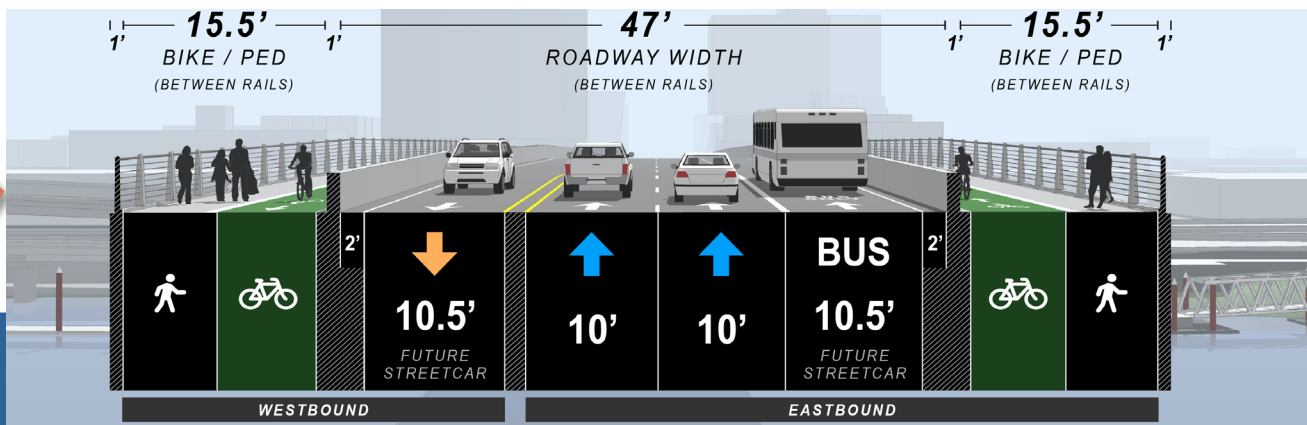 15.5’
47’
15.5’
1’
1’
1’
1’
BIKE / PED
ROADWAY WIDTH
BIKE / PED
(BETWEEN RAILS)
(BETWEEN RAILS)
(BETWEEN RAILS)
2’
10.5’
FUTURE
STREETCAR
10’
10’
BUS
10.5’
FUTURE
STREETCAR
2’
WESTBOUND
EASTBOUND